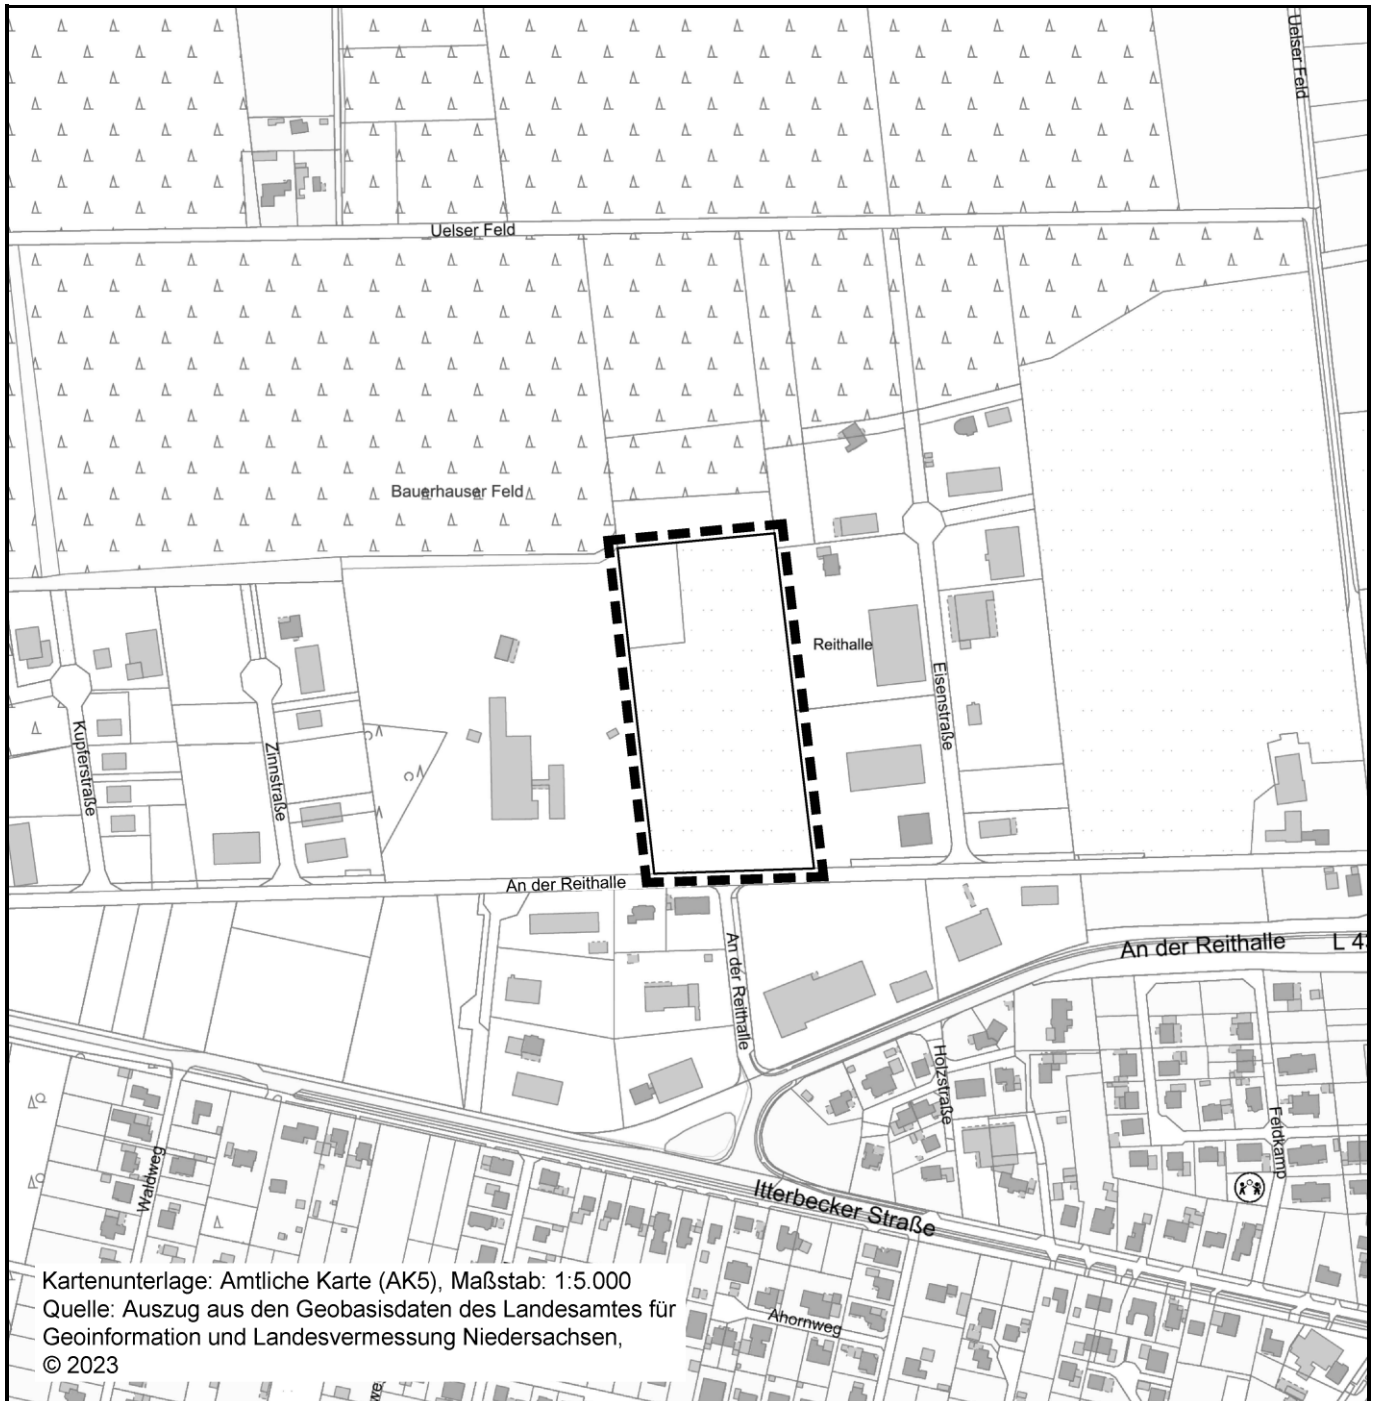 Uelser Feld
Uelser Feld
Bauerhauser Feld
Reithalle
Eisenstraße
Kupferstraße
Zinnstraße
An der Reithalle
An der Reithalle
An der Reithalle L 43
Holzstraße
Feldkamp
Waldweg
Itterbecker Straße
Ahornweg
Kartenunterlage: Amtliche Karte (AK5), Maßstab: 1:5.000
Quelle: Auszug aus den Geobasisdaten des Landesamtes für
Geoinformation und Landesvermessung Niedersachsen,
© 2023